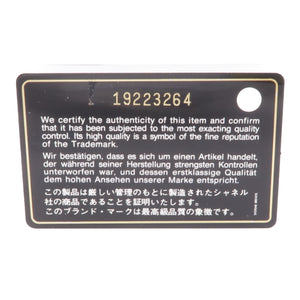 19223264
We certify the authenticity of this item and confirm
that it has been subjected to the most exacting quality
control. Its high quality is a symbol of the fine reputation
of the Trademark.
Wir bestätigen, dass es sich um einen Artikel handelt,
der während seiner Herstellung strengsten Kontrollen
unterworfen war, und dessen erstklassige Qualität
dem hohen Ansehen unserer Marke entspricht.
この製品は厳しい管理のもとに製造されたシャネル
社の商品であることを証明いたします。
このブランド・マークは最高級品質の象徴です。